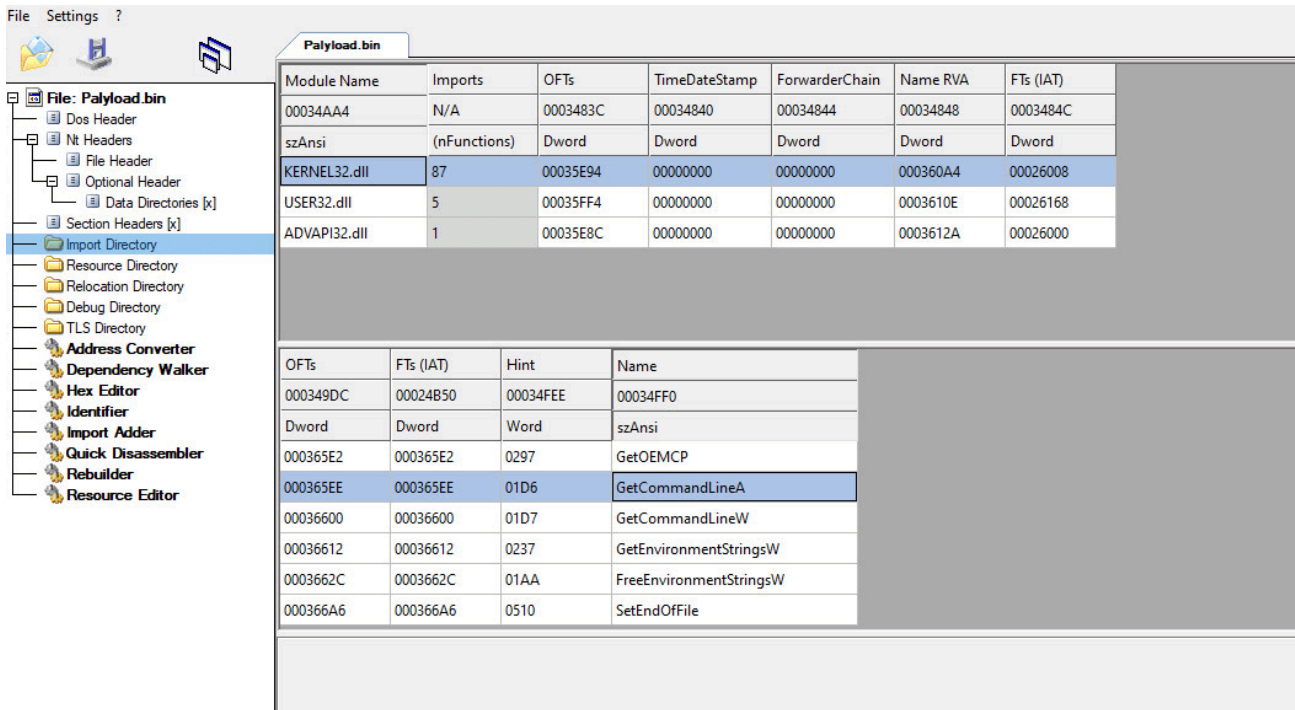 File Settings ?
Palyload.bin
File: Palyload.bin
Dos Header
Nt Headers
File Header
Optional Header
Data Directories [x]
Section Headers [x]
Import Directory
Resource Directory
Relocation Directory
Debug Directory
TLS Directory
Address Converter
Dependency Walker
Hex Editor
Identifier
Import Adder
Quick Disassembler
Rebuilder
Resource Editor
Module Name Imports OFTs TimeDateStamp ForwarderChain Name RVA FTs (IAT)
00034AA4 N/A 0003483C 00034840 00034844 00034848 0003484C
szAnsi (nFunctions) Dword Dword Dword Dword Dword
KERNEL32.dll 87 00035E94 00000000 00000000 000360A4 00026008
USER32.dll 5 00035FF4 00000000 00000000 0003610E 00026168
ADVAPI32.dll 1 00035E8C 00000000 00000000 0003612A 00026000
OFTs FTs (IAT) Hint Name
000349DC 00024B50 00034FEE 00034FF0
Dword Dword Word szAnsi
000365E2 000365E2 0297 GetOEMCP
000365EE 000365EE 01D6 GetCommandLineA
00036600 00036600 01D7 GetCommandLineW
00036612 00036612 0237 GetEnvironmentStringsW
0003662C 0003662C 01AA FreeEnvironmentStringsW
000366A6 000366A6 0510 SetEndOfFile